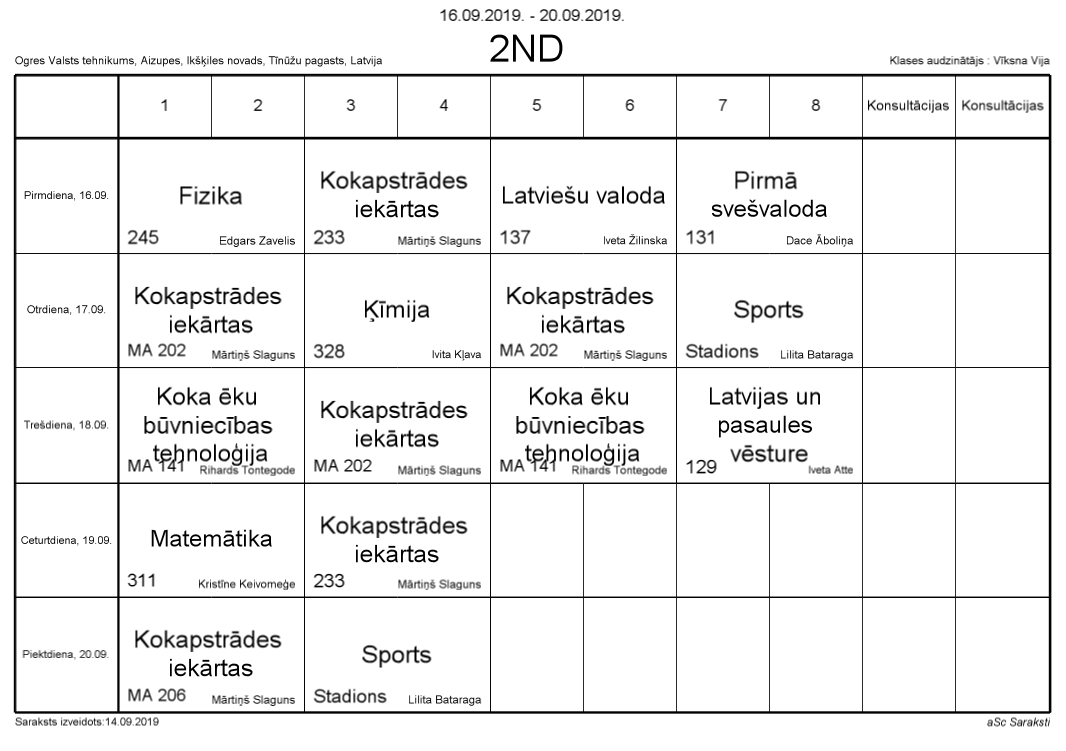 16.09.2019. - 20.09.2019.
2ND
Ogres Valsts tehnikums, Aizupes, Ikšķiles novads, Tīnūžu pagasts, Latvija
Klases audzinātājs : Vīksna Vija
1 2 3 4 5 6 7 8 Konsultācijas Konsultācijas
Pirmdiena, 16.09.
Fizika
245 Edgars Zavelis
Kokapstrādes
iekārtas
233 Mārtiņš Slaguns
Latviešu valoda
137 Iveta Žilinska
Pirmā
svešvaloda
131 Dace Āboliņa
Otrdiena, 17.09.
Kokapstrādes
iekārtas
MA 202 Mārtiņš Slaguns
Ķīmija
328 Ivita Kļava
Kokapstrādes
iekārtas
MA 202 Mārtiņš Slaguns
Sports
Stadions Lilita Bataraga
Trešdiena, 18.09.
Koka ēku
būvniecības
tehnoloģija
MA 141 Rihards Tontegode
Kokapstrādes
iekārtas
MA 202 Mārtiņš Slaguns
Koka ēku
būvniecības
tehnoloģija
MA 141 Rihards Tontegode
Latvijas un
pasaules
vēsture
129 Iveta Atte
Ceturtdiena, 19.09.
Matemātika
311 Kristīne Keivomeģe
Kokapstrādes
iekārtas
233 Mārtiņš Slaguns
Piektdiena, 20.09.
Kokapstrādes
iekārtas
MA 206 Mārtiņš Slaguns
Sports
Stadions Lilita Bataraga
Saraksts izveidots:14.09.2019
aSc Saraksti